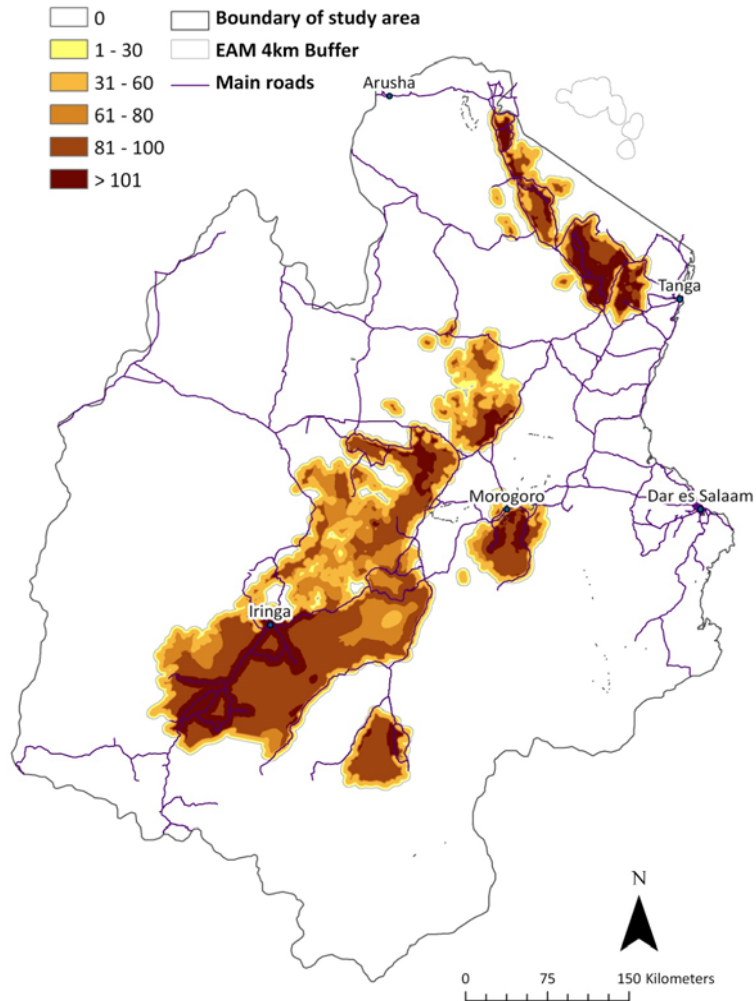 0
1 - 30
31 - 60
61 - 80
81 - 100
> 101
Boundary of study area
EAM 4km Buffer
Main roads
Arusha
Tanga
Morogoro
Dar es Salaam
Iringa
N
0 75 150 Kilometers